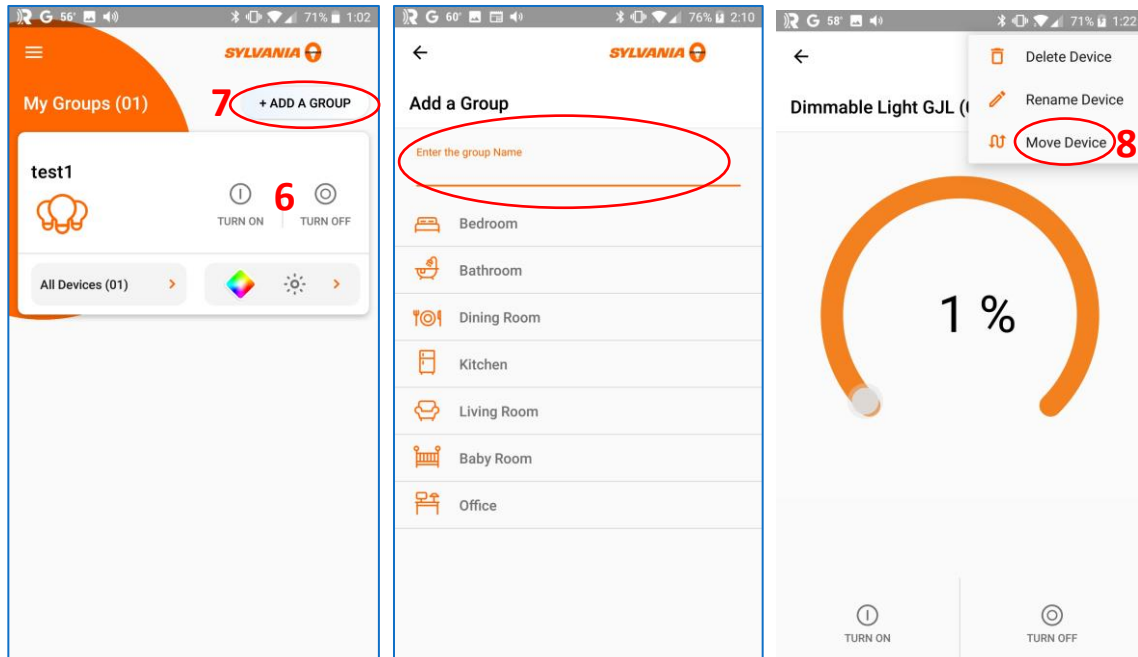 G 56° 71% 1:02
SYLVANIA
My Groups (01)
7
+ ADD A GROUP
test1
6
TURN ON
TURN OFF
All Devices (01)
G 60° 76% 2:10
SYLVANIA
Add a Group
Enter the group Name
Bedroom
Bathroom
Dining Room
Kitchen
Living Room
Baby Room
Office
G 58° 71% 1:22
Delete Device
Rename Device
Move Device
8
Dimmable Light GJL (
1 %
TURN ON
TURN OFF